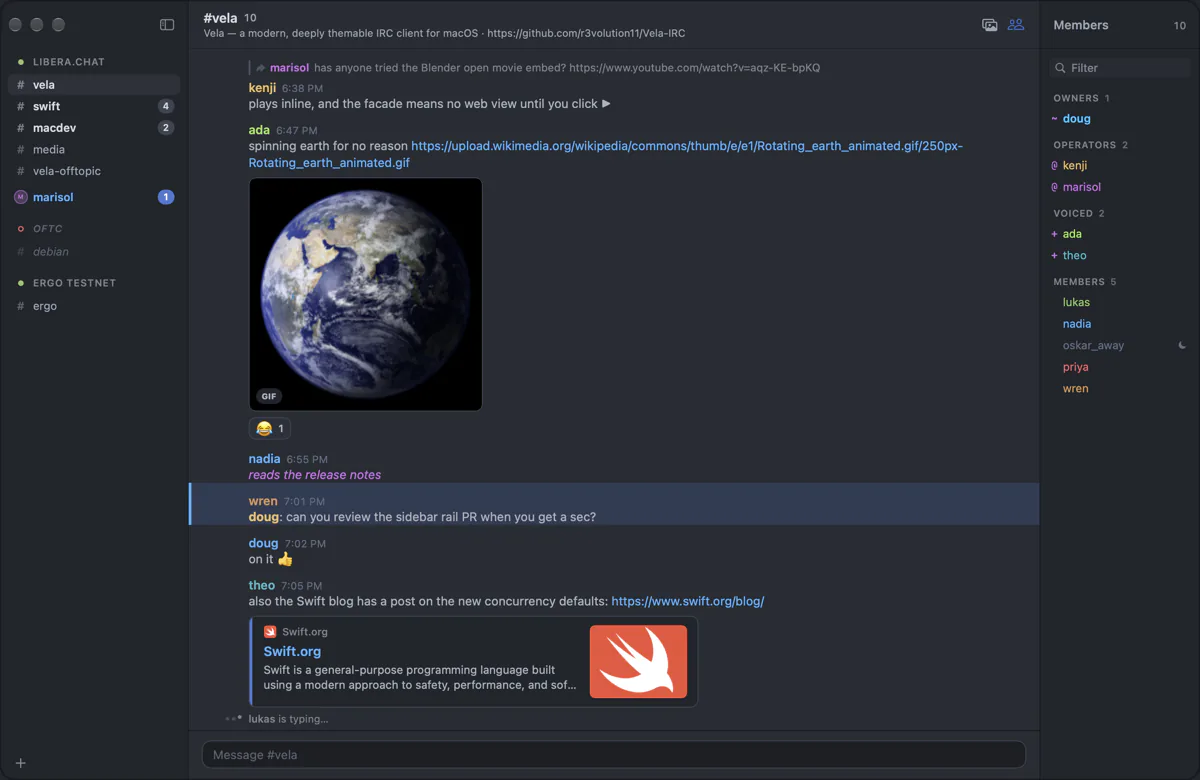 LIBERA.CHAT
# vela
# swift 4
# macdev 2
# media
# vela-offtopic
M marisol 1
OFTC
# debian
ERGO TESTNET
# ergo
+
#vela 10
Vela — a modern, deeply themable IRC client for macOS · https://github.com/r3volution11/Vela-IRC
marisol has anyone tried the Blender open movie embed? https://www.youtube.com/watch?v=aqz-KE-bpKQ
kenji 6:38 PM
plays inline, and the facade means no web view until you click ▶
ada 6:47 PM
spinning earth for no reason https://upload.wikimedia.org/wikipedia/commons/thumb/e/e1/Rotating_earth_animated.gif/250px-
Rotating_earth_animated.gif
GIF
😂 1
nadia 6:55 PM
reads the release notes
wren 7:01 PM
doug: can you review the sidebar rail PR when you get a sec?
doug 7:02 PM
on it 👍
theo 7:05 PM
also the Swift blog has a post on the new concurrency defaults: https://www.swift.org/blog/
Swift.org
Swift.org
Swift is a general-purpose programming language built
using a modern approach to safety, performance, and sof...
lukas is typing...
Message #vela
Members 10
Filter
OWNERS 1
~ doug
OPERATORS 2
@ kenji
@ marisol
VOICED 2
+ ada
+ theo
MEMBERS 5
lukas
nadia
oskar_away
priya
wren